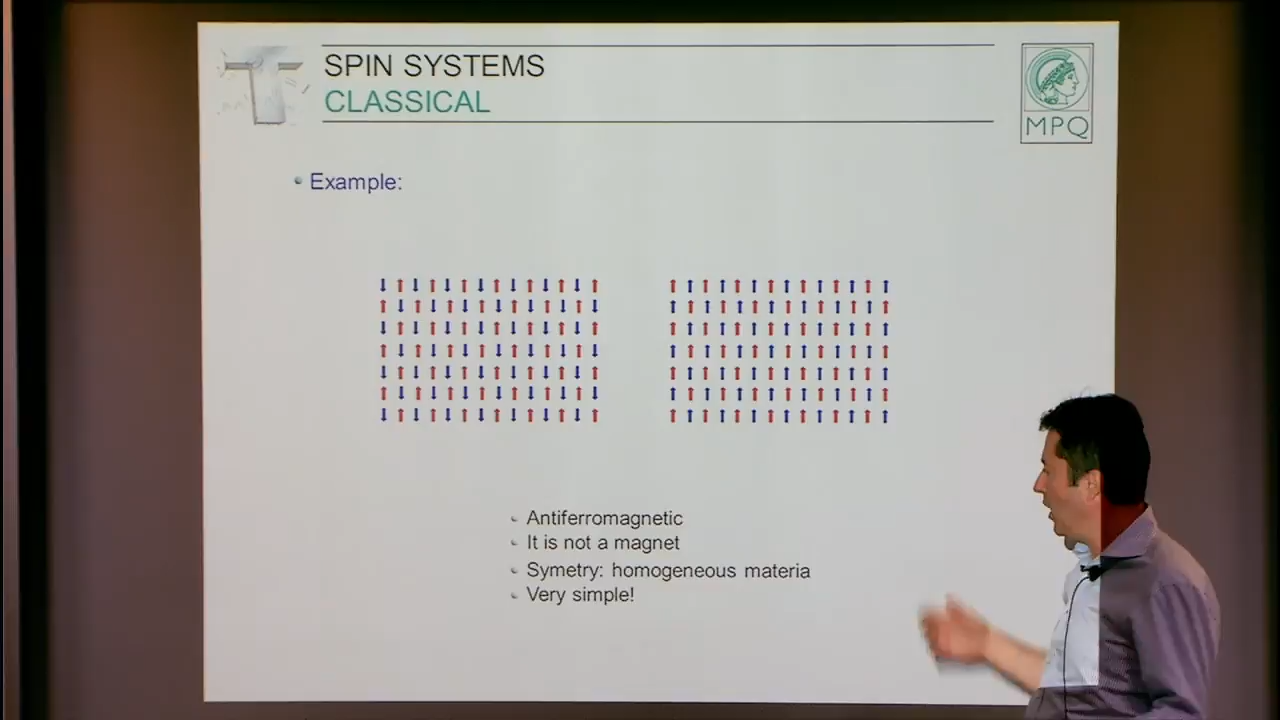 SPIN SYSTEMS
CLASSICAL
MPQ
• Example:
Antiferromagnetic
It is not a magnet
Symetry: homogeneous materia
Very simple!